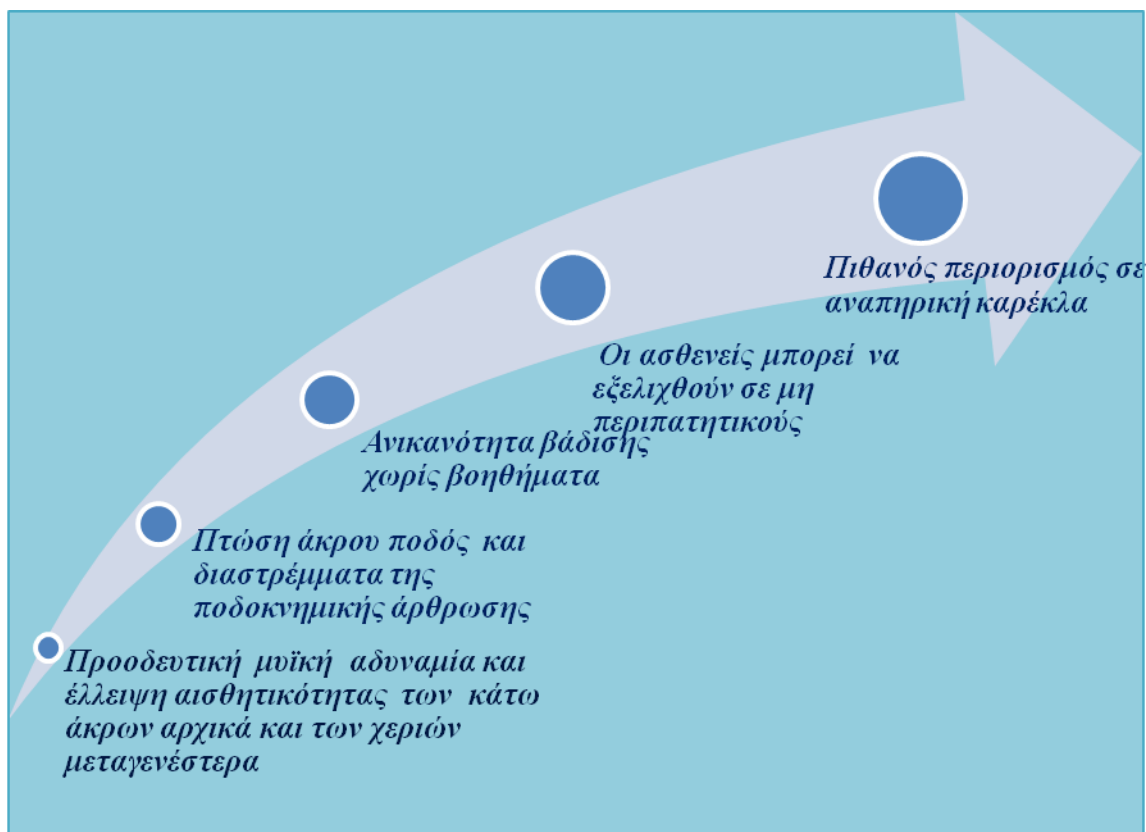 Πιθανός περιορισμός σε
αναπηρική καρέκλα
Οι ασθενείς μπορεί να
εξελιχθούν σε μη
περιπατητικούς
Ανικανότητα βάδισης
χωρίς βοηθήματα
Πτώση άκρου ποδός και
διαστρέμματα της
ποδοκνημικής άρθρωσης
Προοδευτική μυϊκή αδυναμία και
έλλειψη αισθητικότητας των κάτω
άκρων αρχικά και των χεριών
μεταγενέστερα